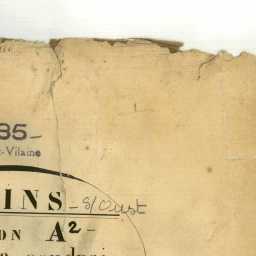 85-
-Vilaine
INS - s/Oust
ON A² -